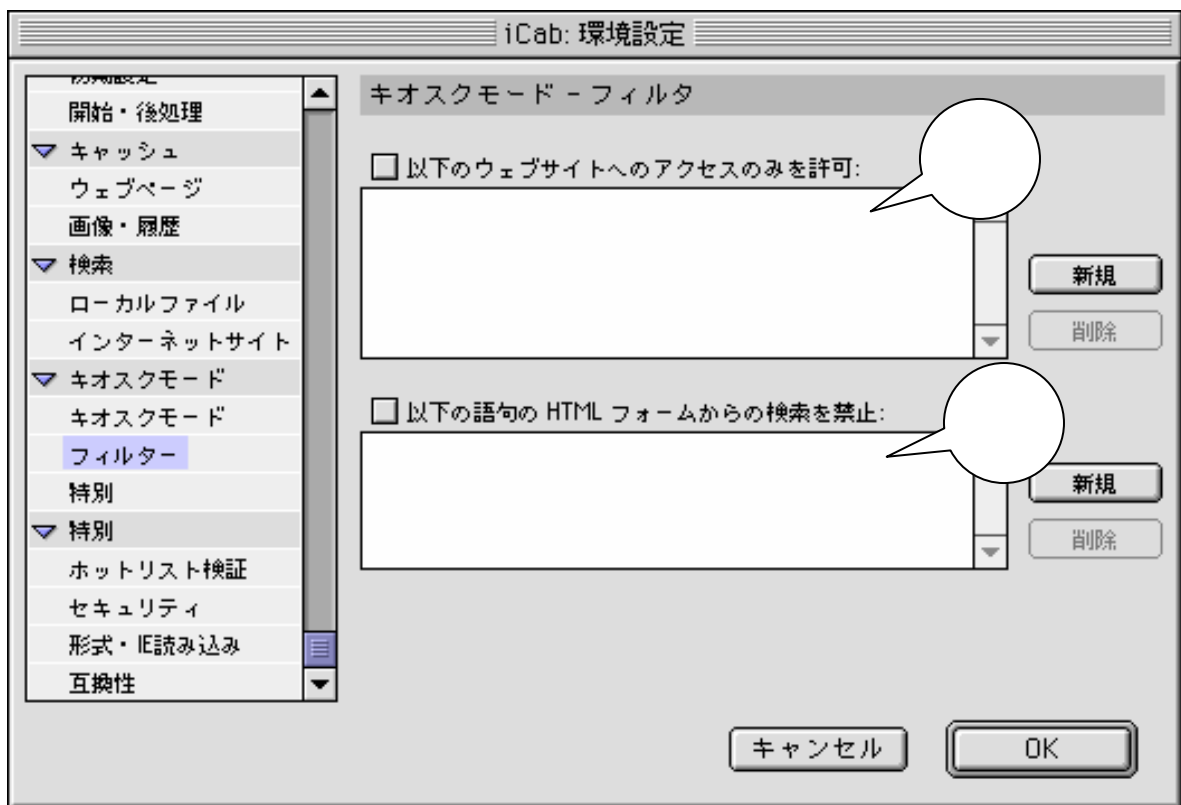 iCab: 環境設定
開始・後処理
キャッシュ
ウェブページ
画像・履歴
検索
ローカルファイル
インターネットサイト
キオスクモード
キオスクモード
フィルター
特別
特別
ホットリスト検証
セキュリティ
形式・IE読み込み
互換性
キオスクモード - フィルタ
以下のウェブサイトへのアクセスのみを許可:
新規
削除
以下の語句の HTML フォームからの検索を禁止:
新規
削除
キャンセル
OK